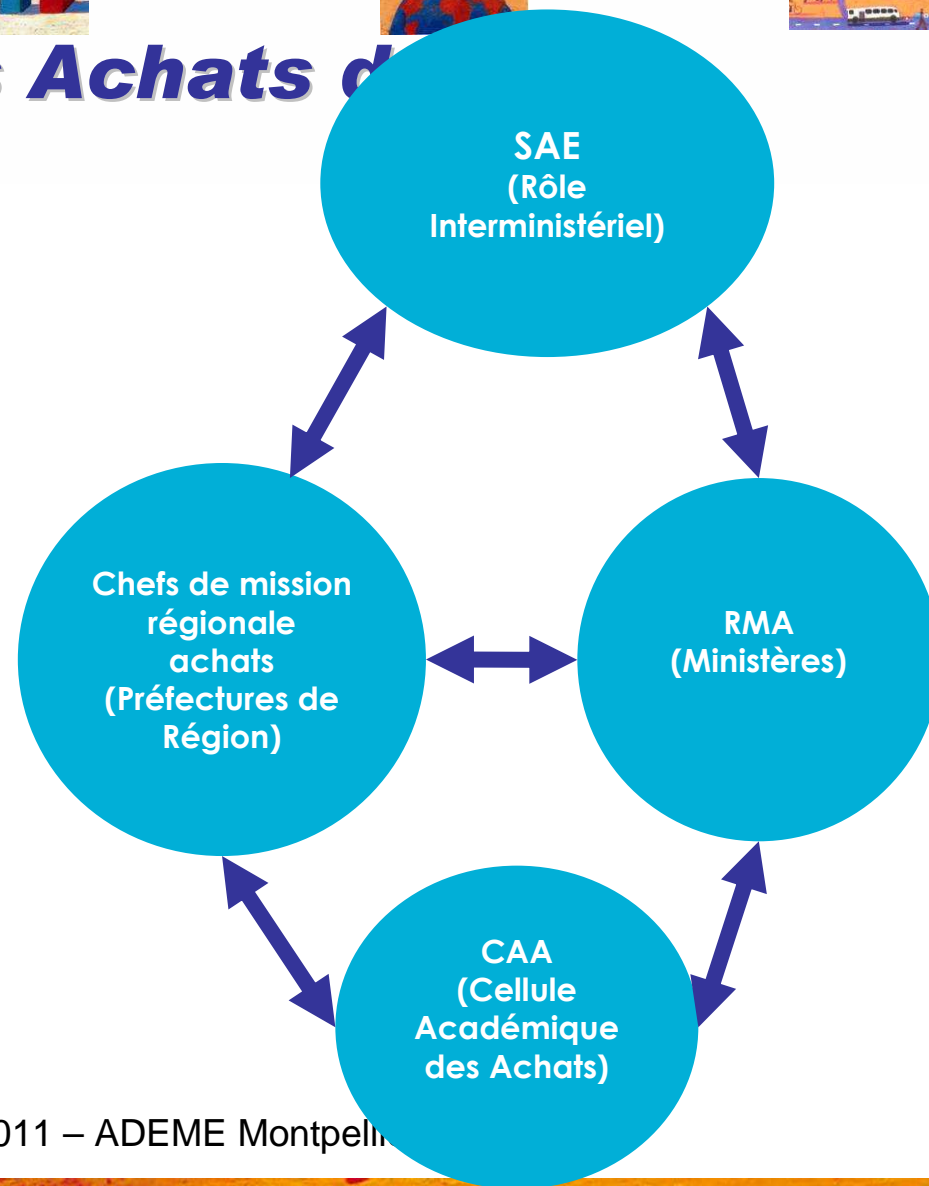 Achats d
SAE
(Rôle
Interministériel)
Chefs de mission
régionale
achats
(Préfectures de
Région)
RMA
(Ministères)
CAA
(Cellule
Académique
des Achats)
011 – ADEME Montpell